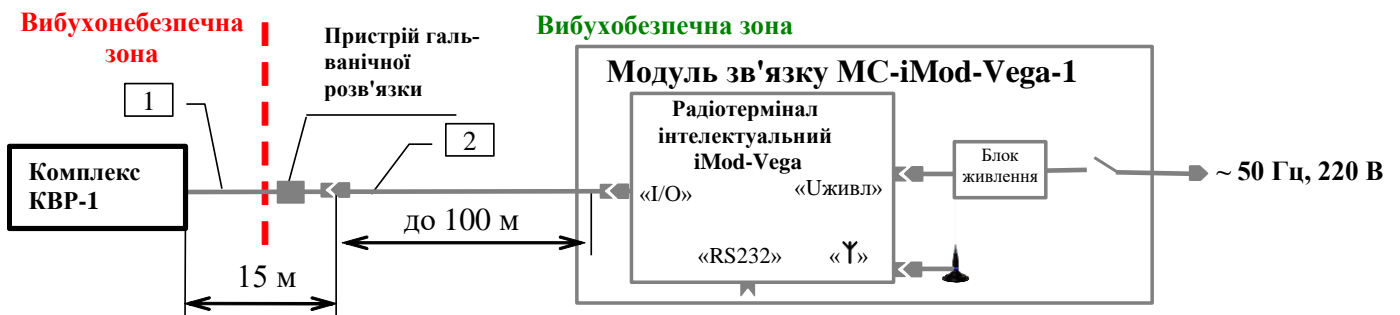 Вибухонебезпечна
зона
Пристрій галь-
ванічної
розв'язки
Вибухобезпечна зона
Модуль зв'язку МС-iMod-Vega-1
1
2
Комплекс
КВР-1
Радіотермінал
інтелектуальний
iMod-Vega
«I/O»
«Uживл»
«RS232»
«Y»
Блок
живлення
~ 50 Гц, 220 В
до 100 м
15 м